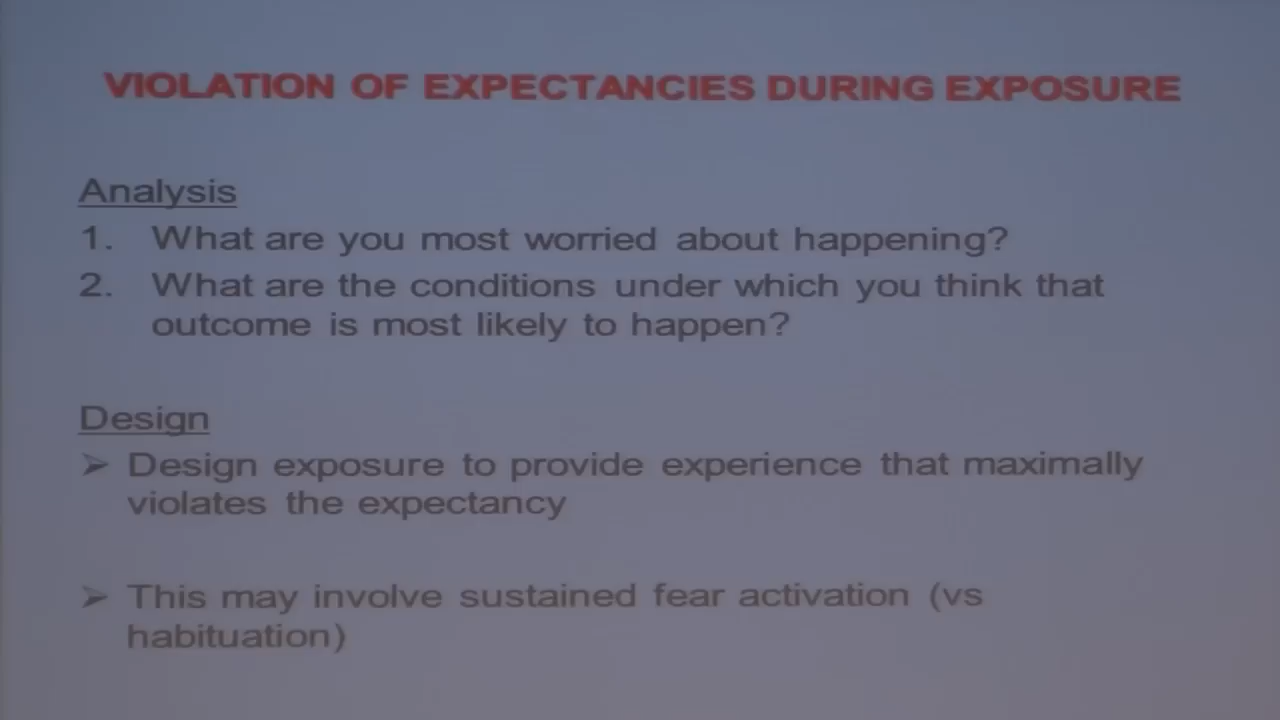 VIOLATION OF EXPECTANCIES DURING EXPOSURE
Analysis
1. What are you most worried about happening?
2. What are the conditions under which you think that
outcome is most likely to happen?
Design
➢ Design exposure to provide experience that maximally
violates the expectancy
➢ This may involve sustained fear activation (vs
habituation)